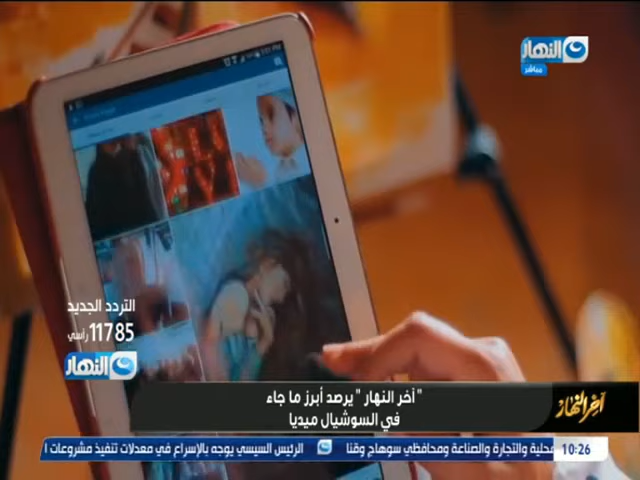 النهار
مباشر
التردد الجديد
11785 رأسي
النهار
"آخر النهار" يرصد أبرز ما جاء
في السوشيال ميديا
آخر النهار
10:26
محلية والتجارة والصناعة ومحافظي سوهاج وقنا
الرئيس السيسي يوجه بالإسراع في معدلات تنفيذ مشروعات ا